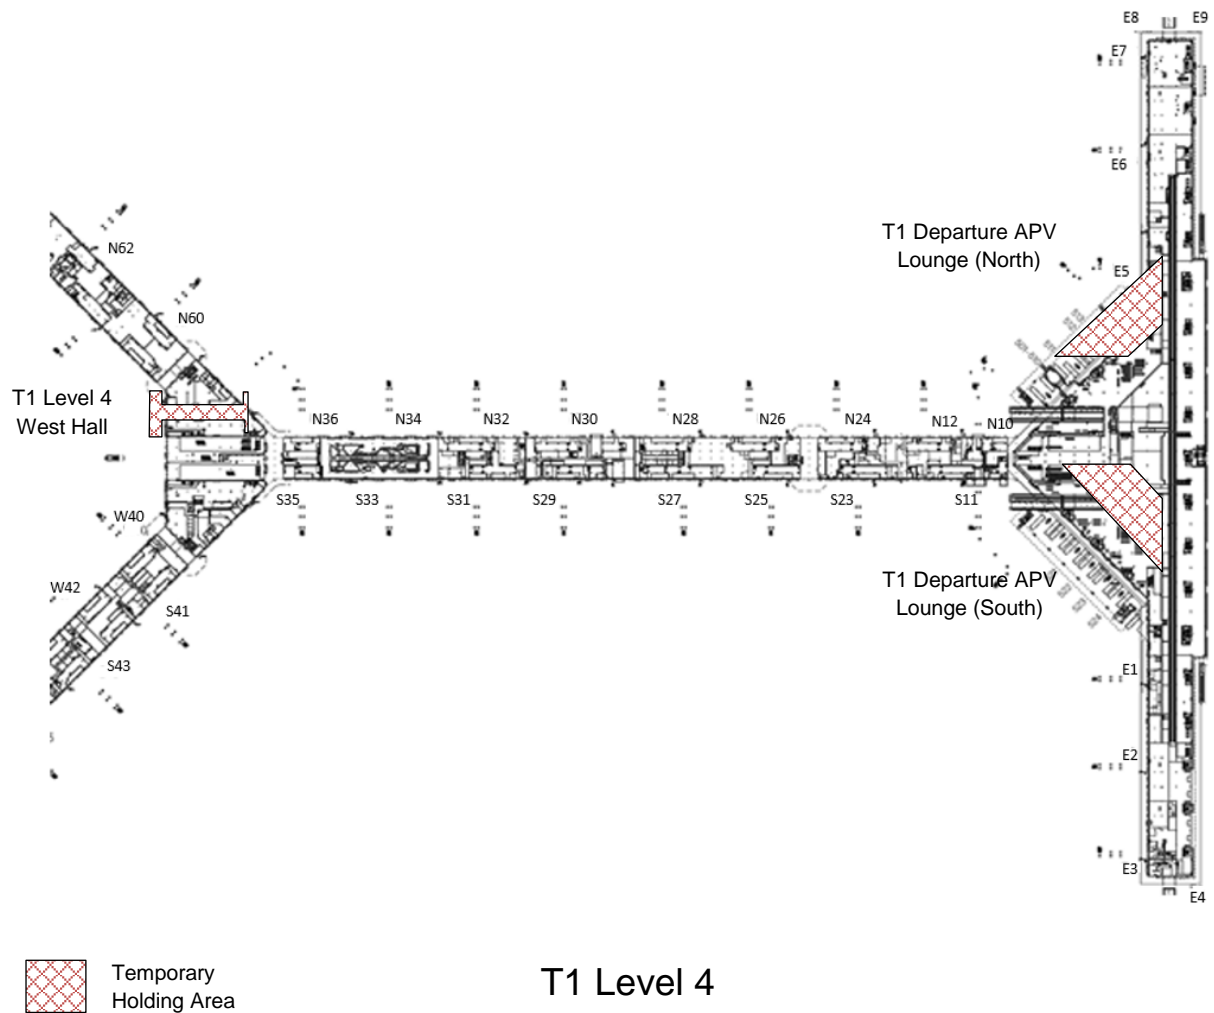 E8
E9
E7
E6
T1 Departure APV
Lounge (North)
E5
N62
N60
T1 Level 4
West Hall
N36
N34
N32
N30
N28
N26
N24
N12
N10
S35
S33
S31
S29
S27
S25
S23
S11
W40
W42
S41
S43
T1 Departure APV
Lounge (South)
E1
E2
E3
E4
Temporary
Holding Area
T1 Level 4